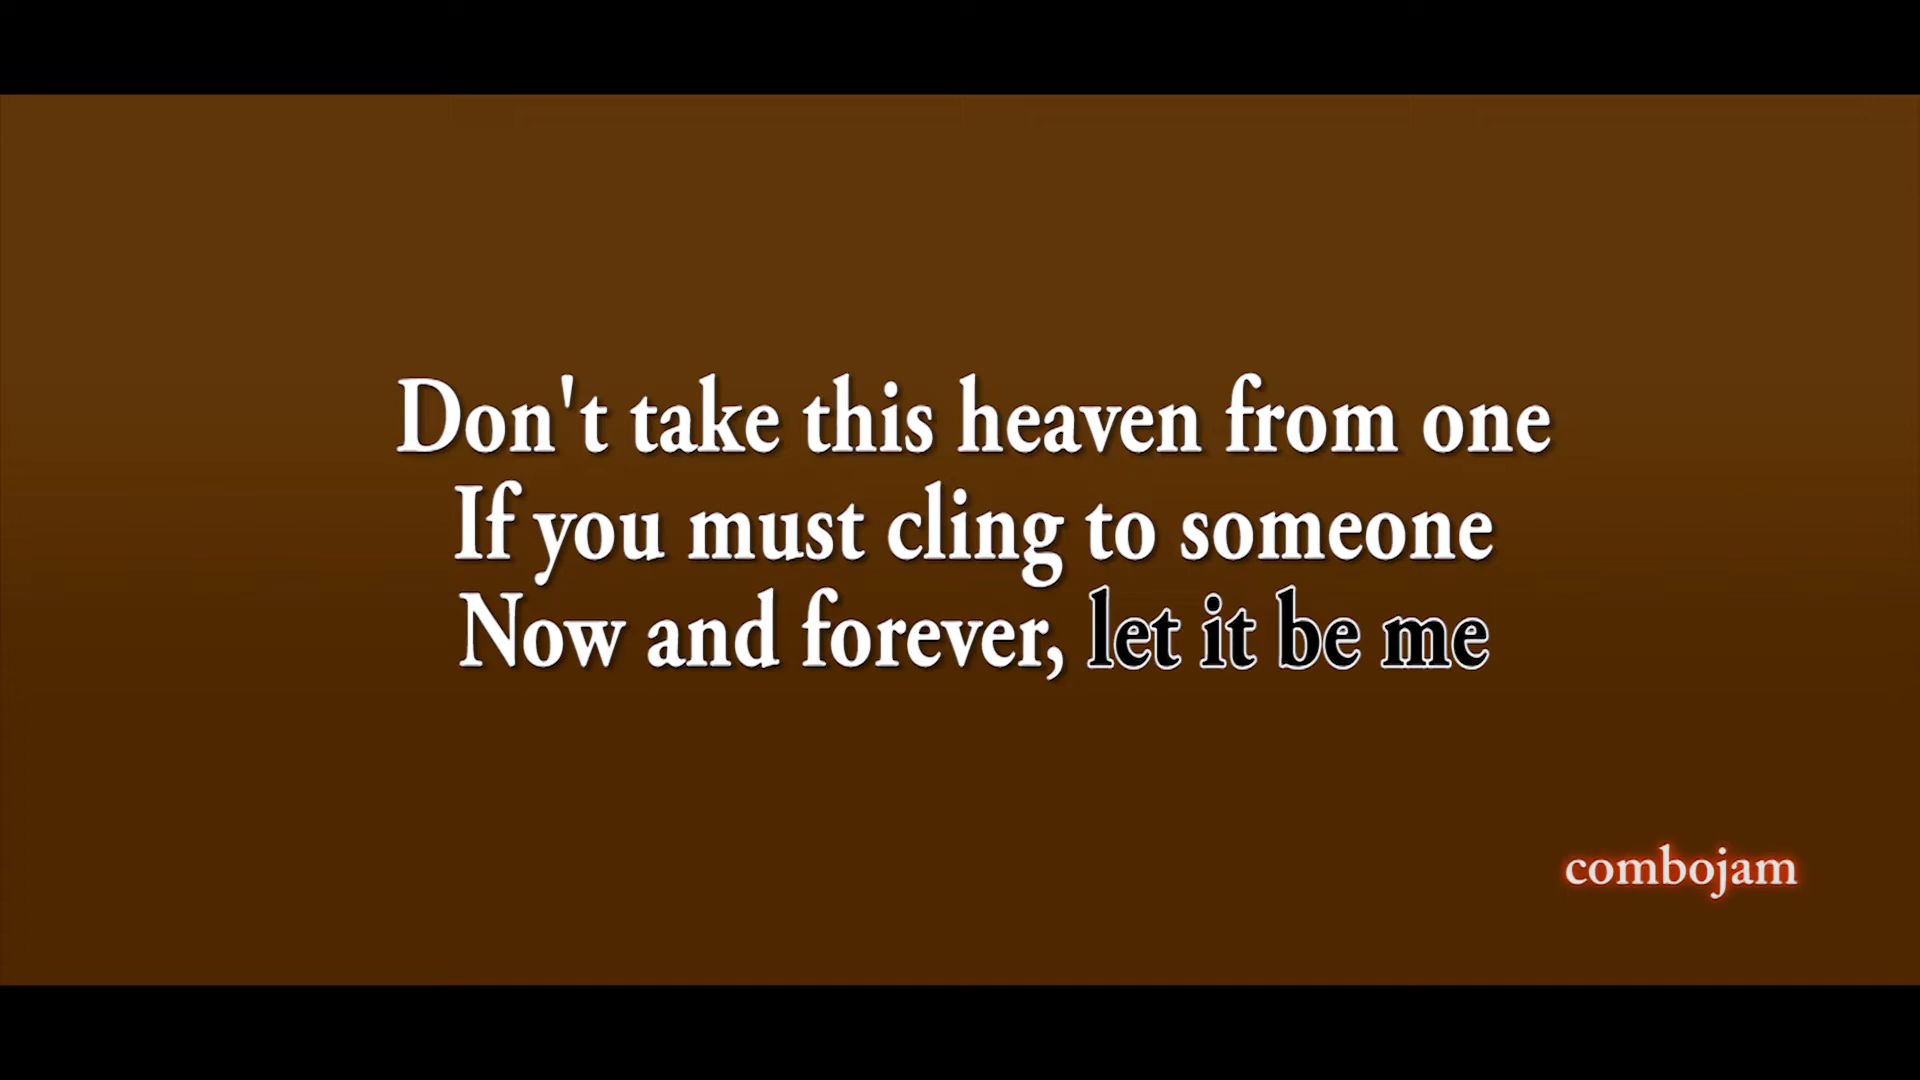 Don't take this heaven from one
If you must cling to someone
Now and forever, let it be me
combojam